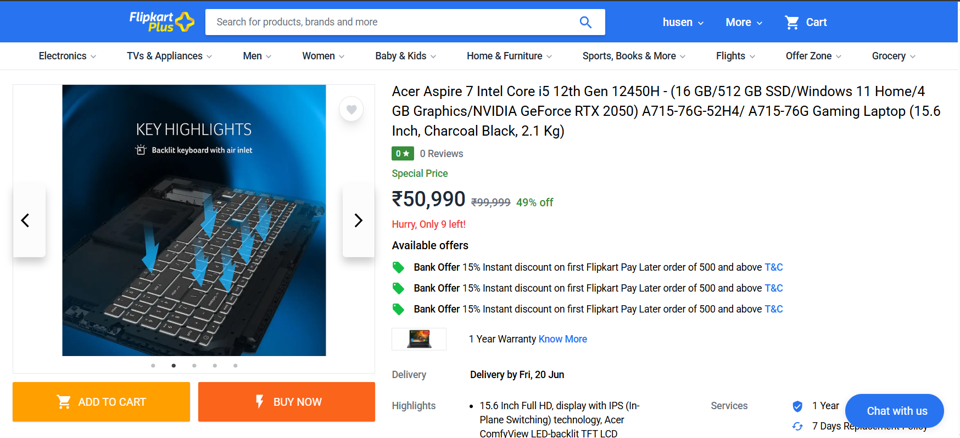 Flipkart
Plus
Search for products, brands and more
husen
More
Cart
Electronics
TVs & Appliances
Men
Women
Baby & Kids
Home & Furniture
Sports, Books & More
Flights
Offer Zone
Grocery
KEY HIGHLIGHTS
Backlit keyboard with air inlet
ADD TO CART
BUY NOW
Acer Aspire 7 Intel Core i5 12th Gen 12450H - (16 GB/512 GB SSD/Windows 11 Home/4
GB Graphics/NVIDIA GeForce RTX 2050) A715-76G-52H4/ A715-76G Gaming Laptop (15.6
Inch, Charcoal Black, 2.1 Kg)
0★ 0 Reviews
Special Price
₹50,990 ₹99,999 49% off
Hurry, Only 9 left!
Available offers
Bank Offer 15% Instant discount on first Flipkart Pay Later order of 500 and above T&C
Bank Offer 15% Instant discount on first Flipkart Pay Later order of 500 and above T&C
Bank Offer 15% Instant discount on first Flipkart Pay Later order of 500 and above T&C
1 Year Warranty Know More
Delivery
Delivery by Fri, 20 Jun
Highlights
• 15.6 Inch Full HD, display with IPS (In-
Plane Switching) technology, Acer
ComfyView LED-backlit TFT LCD
Services
1 Year
7 Days Replacement Policy
Chat with us